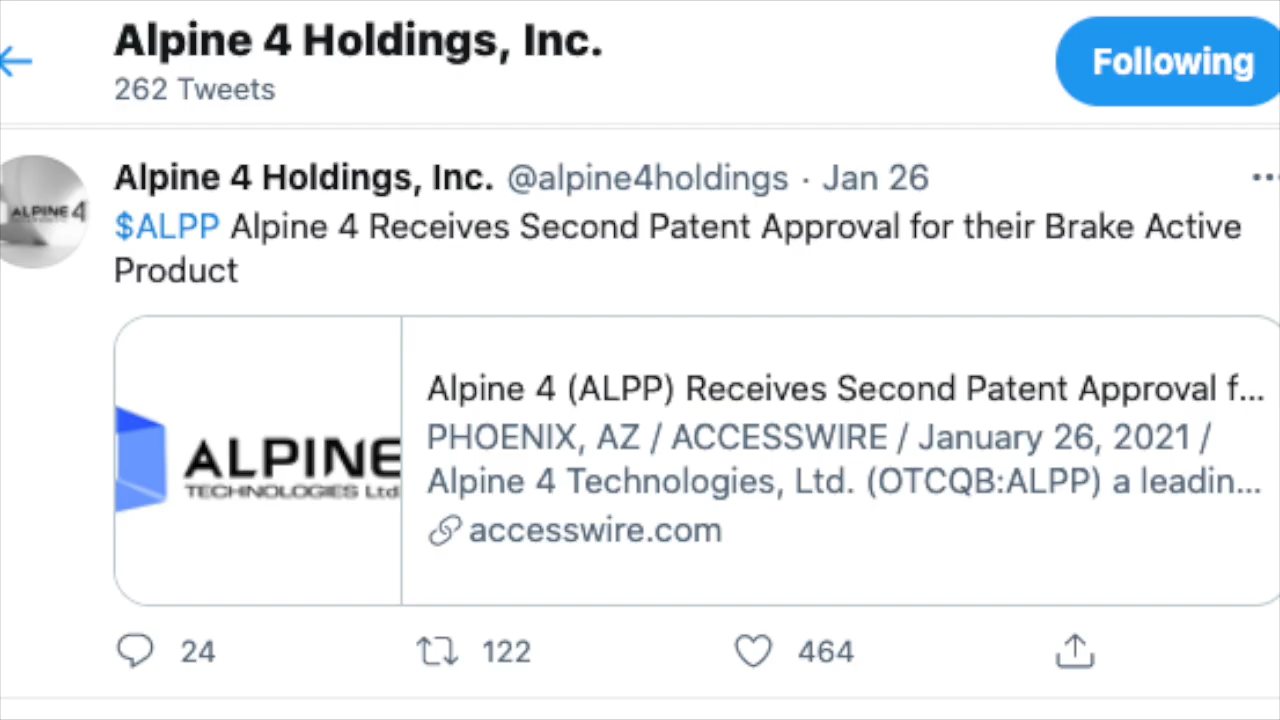 Alpine 4 Holdings, Inc.
262 Tweets
Following
Alpine 4 Holdings, Inc. @alpine4holdings · Jan 26
ALPINE 4
$ALPP Alpine 4 Receives Second Patent Approval for their Brake Active
Product
ALPINE
TECHNOLOGIES Ltd
Alpine 4 (ALPP) Receives Second Patent Approval f...
PHOENIX, AZ / ACCESSWIRE / January 26, 2021 /
Alpine 4 Technologies, Ltd. (OTCQB:ALPP) a leadin...
accesswire.com
24 122 464